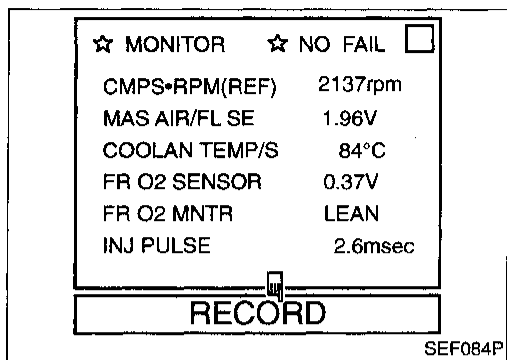 ☆ MONITOR ☆ NO FAIL
CMPS•RPM(REF) 2137rpm
MAS AIR/FL SE 1.96V
COOLAN TEMP/S 84°C
FR O2 SENSOR 0.37V
FR O2 MNTR LEAN
INJ PULSE 2.6msec
RECORD
SEF084P